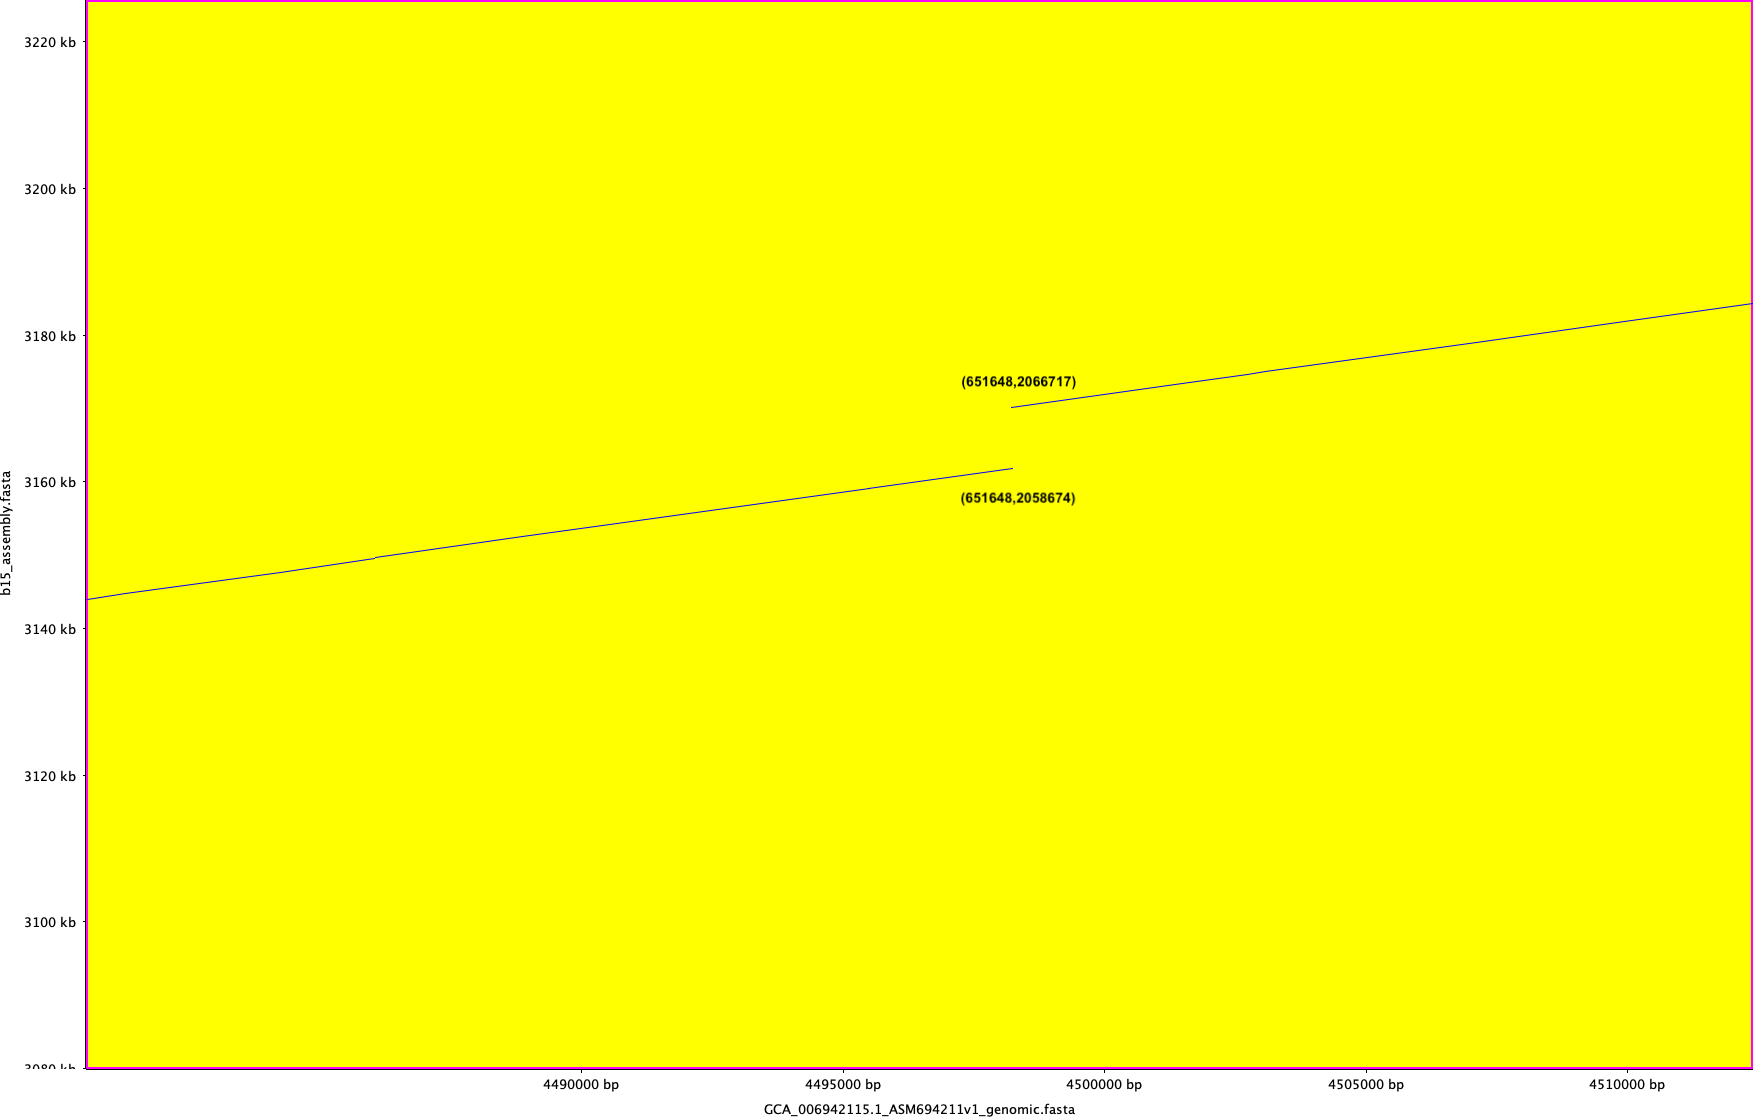 3220 kb
3200 kb
3180 kb
(651648,2066717)
3160 kb
(651648,2058674)
b15_assembly.fasta
3140 kb
3120 kb
3100 kb
3080 kb
4490000 bp 4495000 bp 4500000 bp 4505000 bp 4510000 bp
GCA_006942115.1_ASM694211v1_genomic.fasta